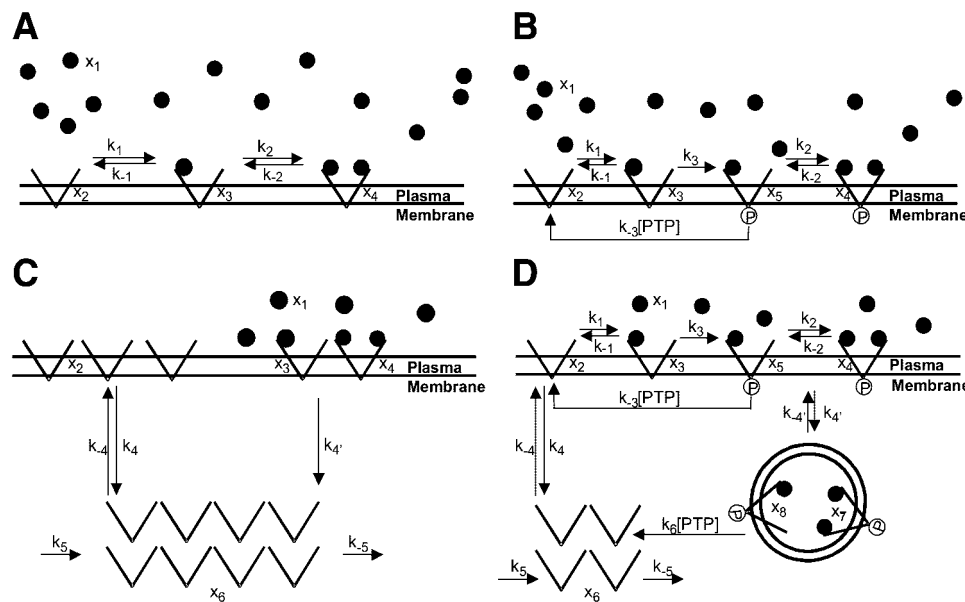 A
x1
k1
k-1
k2
k-2
x2
x3
x4
Plasma
Membrane
B
x1
k1
k-1
k3
k2
k-2
x2
x3
x5
x4
Plasma
Membrane
P
P
k-3[PTP]
C
x1
x2
x3
x4
Plasma
Membrane
k-4
k4
k4'
k5
k-5
x6
D
x1
k1
k-1
k3
k2
k-2
x2
x3
x5
x4
Plasma
Membrane
P
P
k-3[PTP]
k-4'
k4'
k-4
k4
x8
x7
P
P
k6[PTP]
k5
k-5
x6